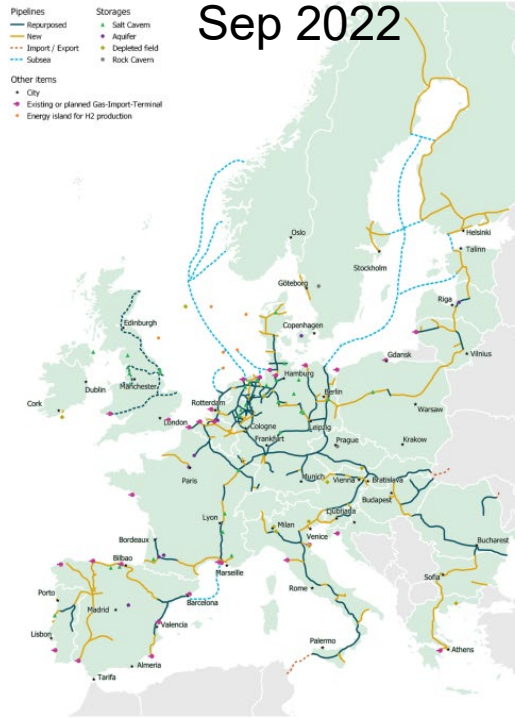 Sep 2022
Pipelines
Repurposed
New
Import / Export
Subsea
Storages
Salt Cavern
Aquifer
Depleted field
Rock Cavern
Other items
City
Existing or planned Gas-Import-Terminal
Energy island for H2 production
Oslo
Helsinki
Talinn
Stockholm
Göteborg
Riga
Copenhagen
Edinburgh
Vilnius
Gdansk
Hamburg
Dublin
Manchester
Berlin
Cork
Rotterdam
Warsaw
London
Cologne
Leipzig
Frankfurt
Prague
Krakow
Paris
Munich
Vienna
Bratislava
Budapest
Lyon
Ljubljana
Milan
Venice
Bordeaux
Bucharest
Bilbao
Marseille
Sofia
Porto
Madrid
Barcelona
Rome
Lisbon
Valencia
Palermo
Athens
Almeria
Tarifa